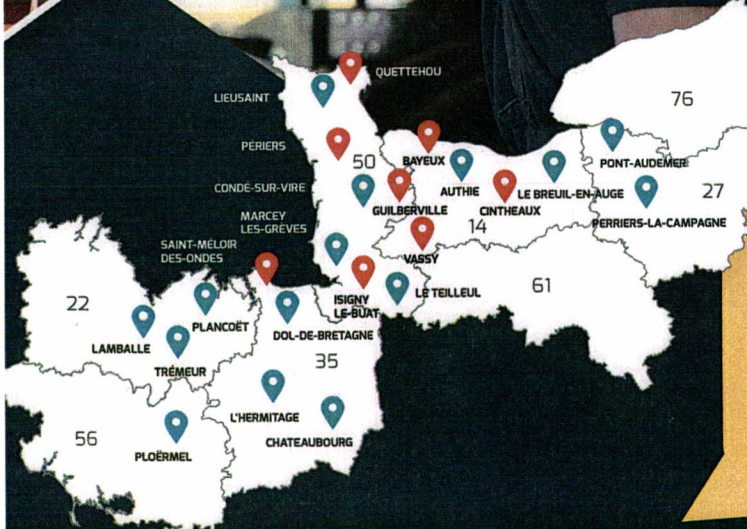 QUETTEHOU
LIEUSAINT
76
PÉRIERS
50
BAYEUX
PONT-AUDEMER
CONDÉ-SUR-VIRE
AUTHIE
LE BREUIL-EN-AUGE
27
GUILBERVILLE
CINTHEAUX
PERRIERS-LA-CAMPAGNE
MARCEY
LES-GRÈVES
14
SAINT-MÉLOIR
DES-ONDES
VASSY
22
ISIGNY
LE-BUAT
LE TEILLEUL
61
PLANCOËT
LAMBALLE
DOL-DE-BRETAGNE
TRÉMEUR
35
L'HERMITAGE
56
CHATEAUBOURG
PLOËRMEL